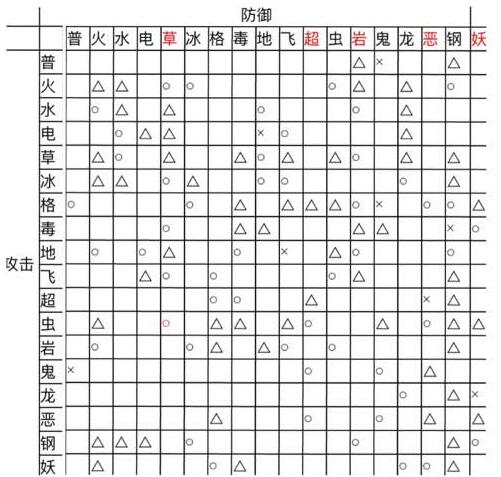 防御
普 火 水 电 草 冰 格 毒 地 飞 超 虫 岩 鬼 龙 恶 钢 妖
普 △ × △
火 △ △ ○ ○ ○ △ △ ○
水 ○ △ △ ○ ○ △
电 ○ △ △ × ○ △
草 △ ○ △ △ ○ △ △ ○ △ △
冰 △ △ ○ △ ○ ○ ○ △
格 ○ ○ △ △ △ △ ○ × ○ ○ △
毒 ○ △ △ △ △ × ○
地 ○ ○ △ ○ × △ ○ ○
攻击
飞 △ ○ ○ ○ △ △
超 ○ ○ △ × △
虫 △ ○ △ △ △ ○ △ ○ △ △
岩 ○ ○ △ △ ○ ○ △
鬼 × ○ ○ △
龙 ○ △ ×
恶 △ ○ ○ △ △
钢 △ △ △ ○ ○ △ ○
妖 △ ○ △ ○ ○ △